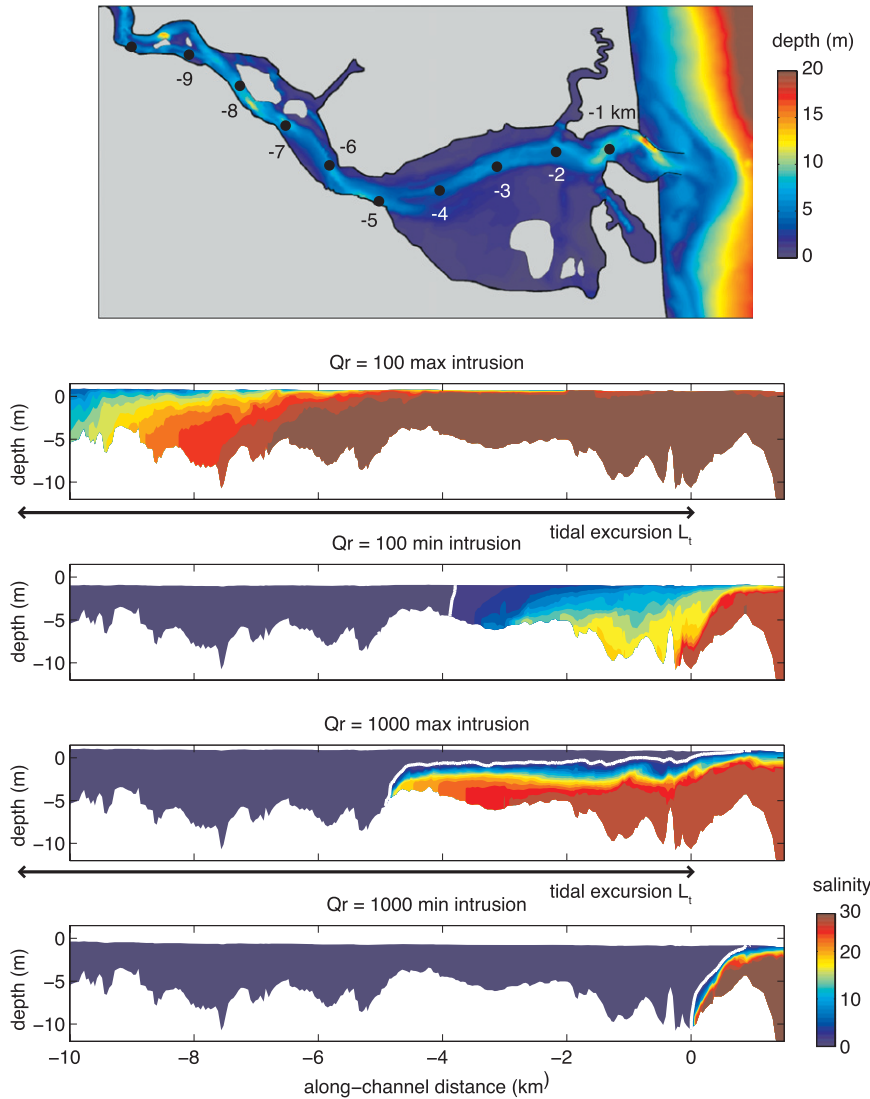 depth (m)
20
15
10
5
0
-9
-8
-7
-6
-5
-4
-3
-2
-1 km
Qr = 100 max intrusion
depth (m)
0
−5
−10
tidal excursion Lt
Qr = 100 min intrusion
depth (m)
0
−5
−10
Qr = 1000 max intrusion
depth (m)
0
−5
−10
tidal excursion Lt
Qr = 1000 min intrusion
depth (m)
0
−5
−10
−10 −8 −6 −4 −2 0
along−channel distance (km)
salinity
30
20
10
0